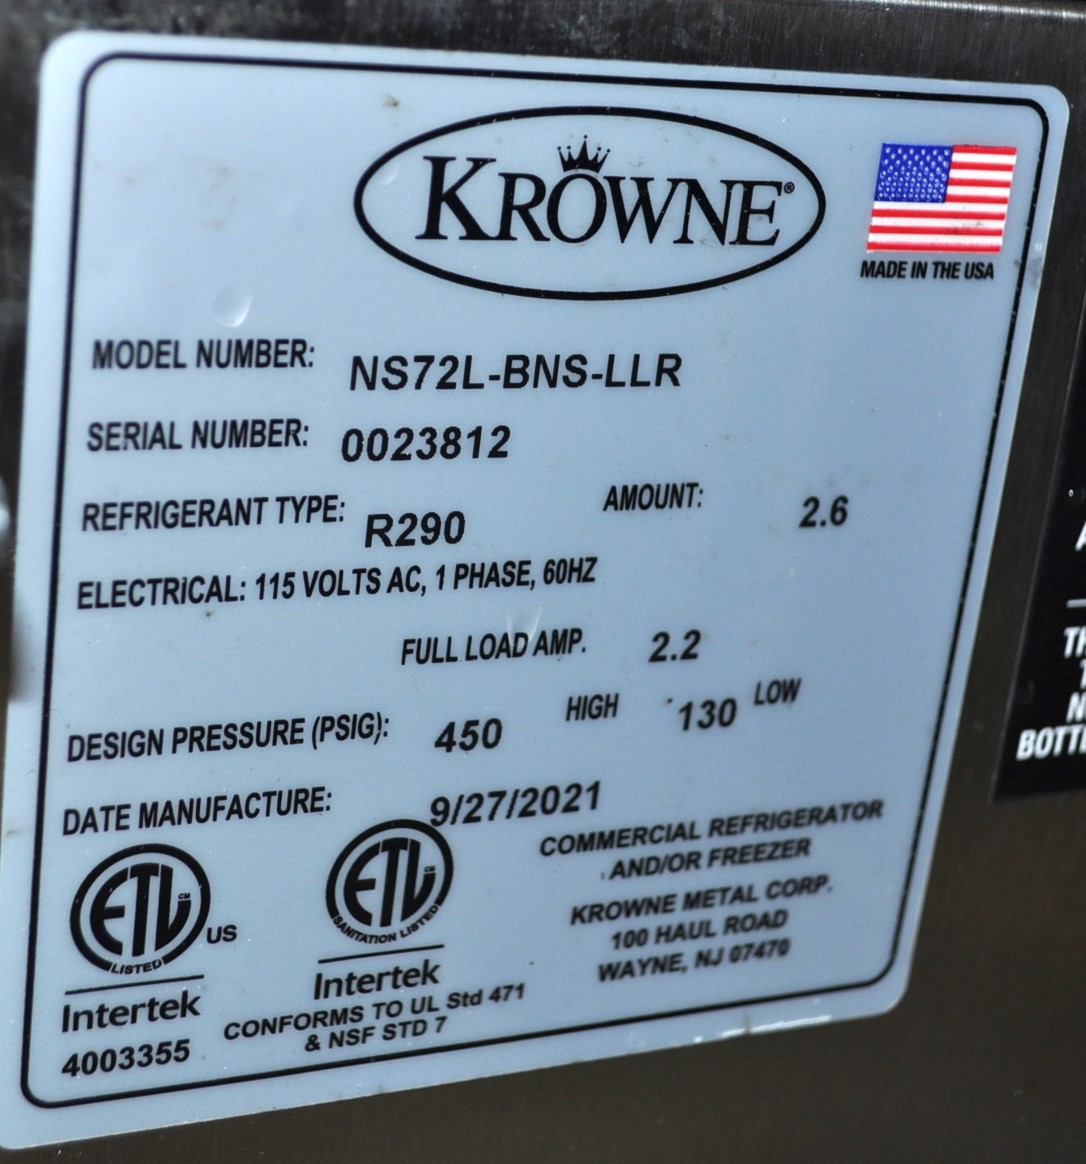 KROWNE®
MADE IN THE USA
MODEL NUMBER: NS72L-BNS-LLR
SERIAL NUMBER: 0023812
REFRIGERANT TYPE: R290 AMOUNT: 2.6
ELECTRICAL: 115 VOLTS AC, 1 PHASE, 60HZ
FULL LOAD AMP. 2.2
DESIGN PRESSURE (PSIG): 450 HIGH 130 LOW
DATE MANUFACTURE: 9/27/2021
ETL CM
LISTED
US
Intertek
4003355
ETL CM
SANITATION LISTED
Intertek
CONFORMS TO UL Std 471
& NSF STD 7
COMMERCIAL REFRIGERATOR
AND/OR FREEZER
KROWNE METAL CORP.
100 HAUL ROAD
WAYNE, NJ 07470